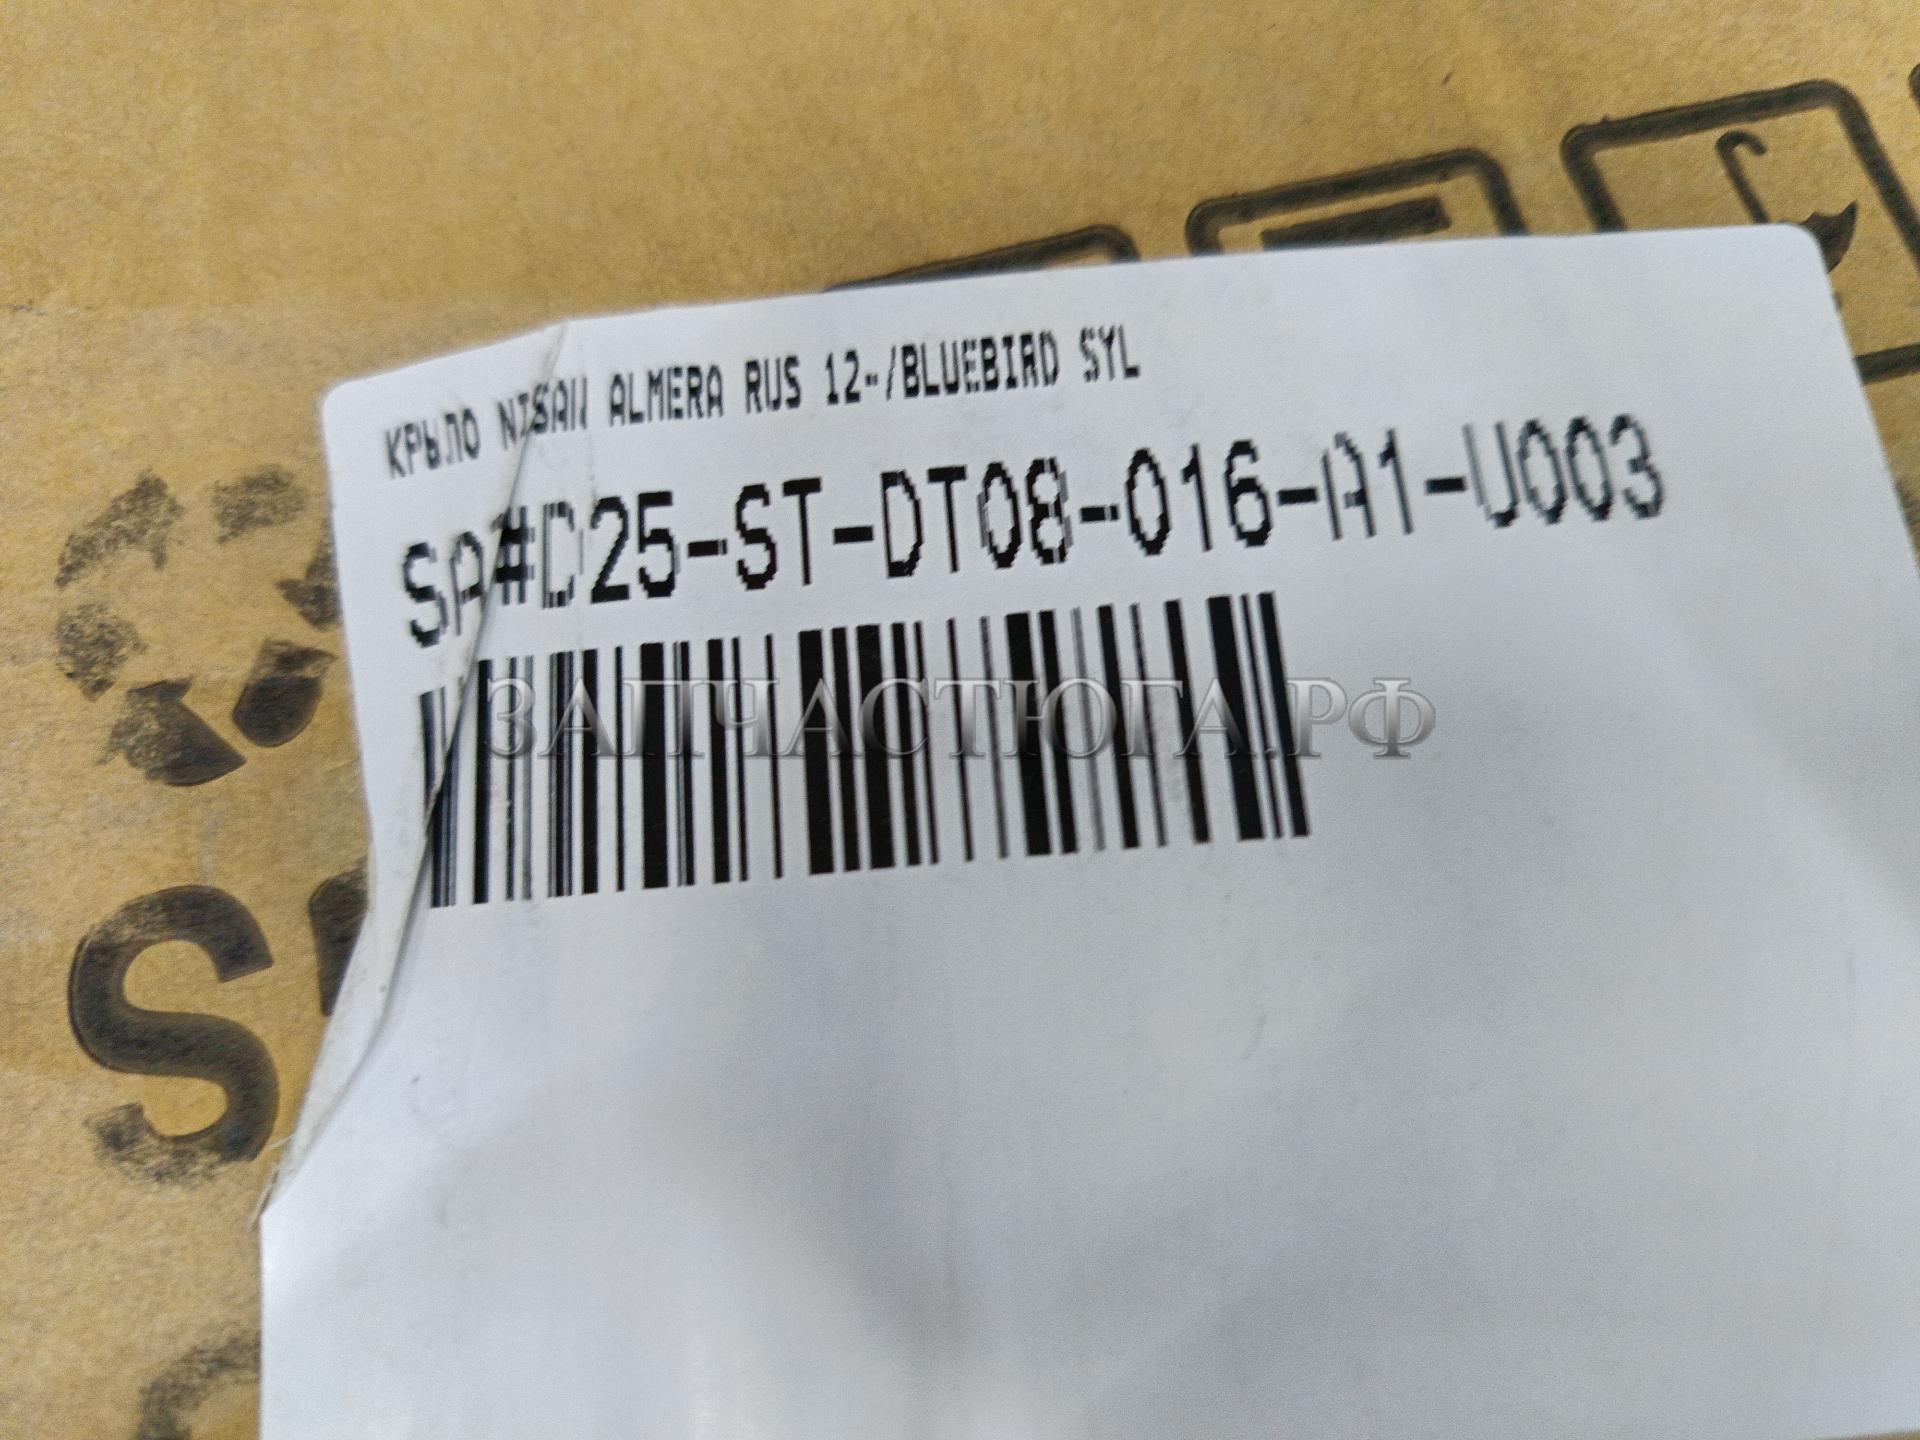 КРЫЛО NISSAN ALMERA RUS 12-/BLUEBIRD SYL
SA#D25-ST-DT08-016-A1-U003
ЗАПЧАСТЮГА.РФ